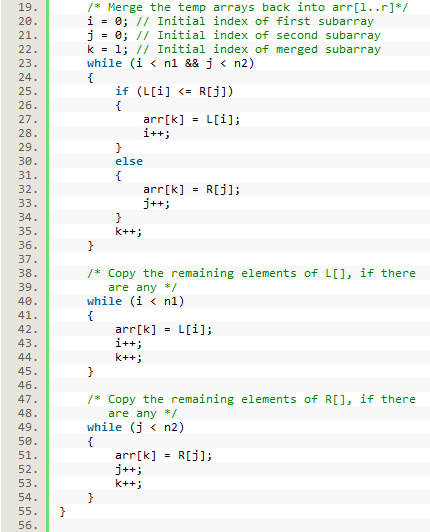 19. /* Merge the temp arrays back into arr[l..r]*/
20. i = 0; // Initial index of first subarray
21. j = 0; // Initial index of second subarray
22. k = l; // Initial index of merged subarray
23. while (i < n1 && j < n2)
24. {
25. if (L[i] <= R[j])
26. {
27. arr[k] = L[i];
28. i++;
29. }
30. else
31. {
32. arr[k] = R[j];
33. j++;
34. }
35. k++;
36. }
37.
38. /* Copy the remaining elements of L[], if there
39. are any */
40. while (i < n1)
41. {
42. arr[k] = L[i];
43. i++;
44. k++;
45. }
46.
47. /* Copy the remaining elements of R[], if there
48. are any */
49. while (j < n2)
50. {
51. arr[k] = R[j];
52. j++;
53. k++;
54. }
55. }
56.